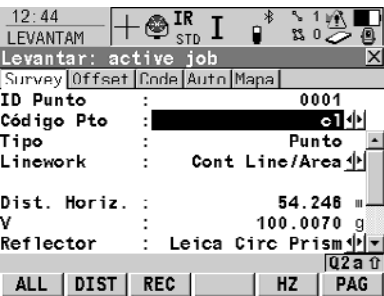 12:44 IR 1
LEVANTAM STD I 0
Levantar: active job
Survey Offset Code Auto Mapa
ID Punto : 0001
Código Pto : c1
Tipo : Punto
Linework : Cont Line/Area
Dist. Horiz. : 54.246 m
V : 100.0070 g
Reflector : Leica Circ Prism
Q2a
ALL DIST REC HZ PAG